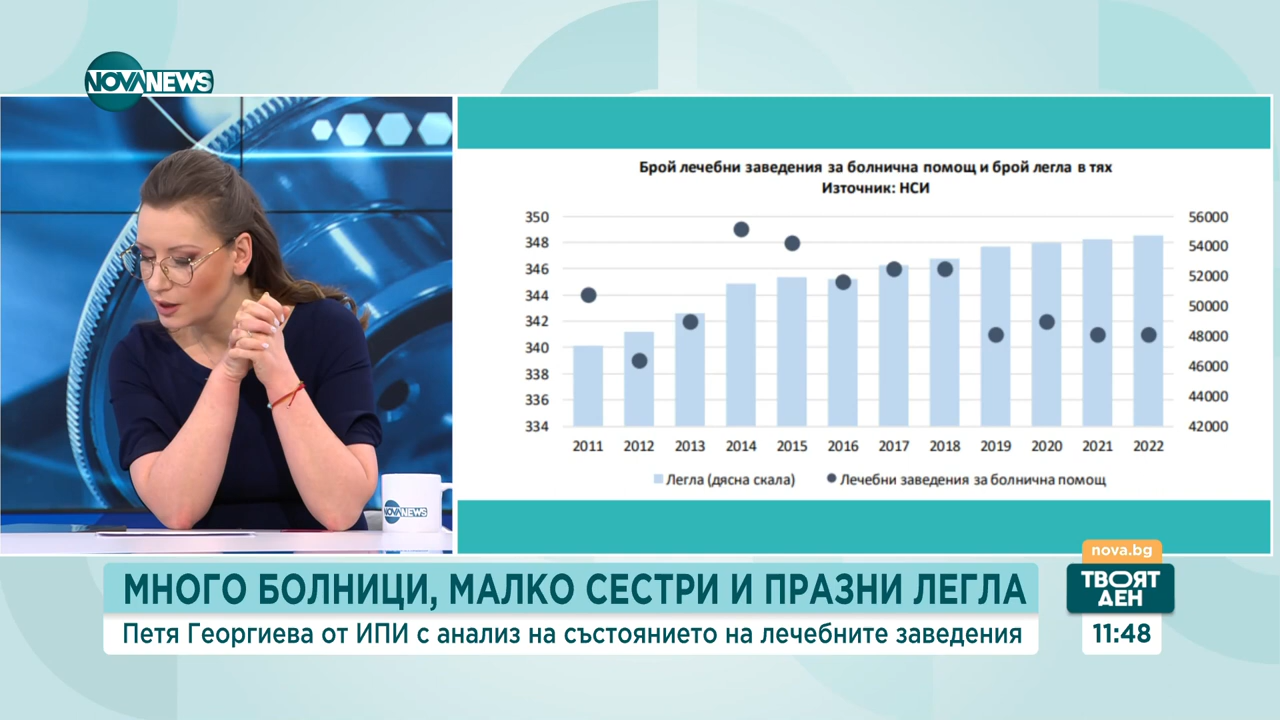 NOVANEWS
Брой лечебни заведения за болнична помощ и брой легла в тях
Източник: НСИ
350
348
346
344
342
340
338
336
334
56000
54000
52000
50000
48000
46000
44000
42000
2011 2012 2013 2014 2015 2016 2017 2018 2019 2020 2021 2022
Легла (дясна скала) Лечебни заведения за болнична помощ
NOVANEWS
nova.bg
МНОГО БОЛНИЦИ, МАЛКО СЕСТРИ И ПРАЗНИ ЛЕГЛА
ТВОЯТ
ДЕН
Петя Георгиева от ИПИ с анализ на състоянието на лечебните заведения
11:48